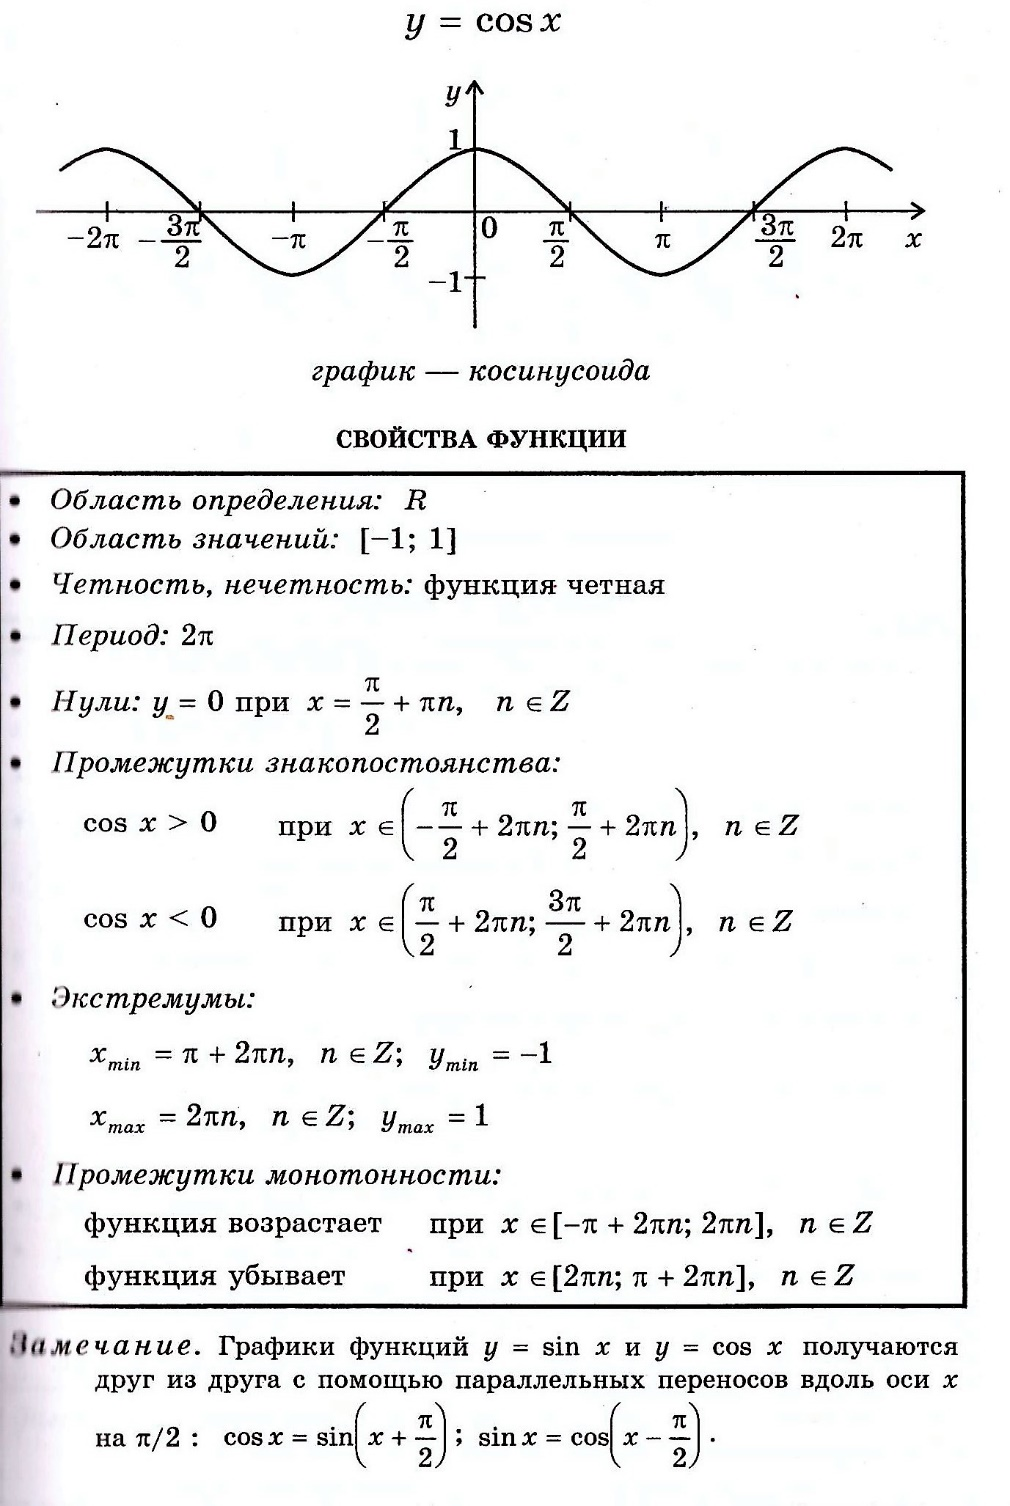 y = cos x
y
1
-2π -3π/2 -π -π/2 0 π/2 π 3π/2 2π x
-1
график — косинусоида
СВОЙСТВА ФУНКЦИИ
• Область определения: R
• Область значений: [-1; 1]
• Четность, нечетность: функция четная
• Период: 2π
• Нули: y = 0 при x = π/2 + πn, n ∈ Z
• Промежутки знакопостоянства:
cos x > 0 при x ∈ (-π/2 + 2πn; π/2 + 2πn), n ∈ Z
cos x < 0 при x ∈ (π/2 + 2πn; 3π/2 + 2πn), n ∈ Z
• Экстремумы:
x_min = π + 2πn, n ∈ Z; y_min = -1
x_max = 2πn, n ∈ Z; y_max = 1
• Промежутки монотонности:
функция возрастает при x ∈ [-π + 2πn; 2πn], n ∈ Z
функция убывает при x ∈ [2πn; π + 2πn], n ∈ Z
Замечание. Графики функций y = sin x и y = cos x получаются
друг из друга с помощью параллельных переносов вдоль оси x
на π/2 : cos x = sin(x + π/2) ; sin x = cos(x - π/2) .